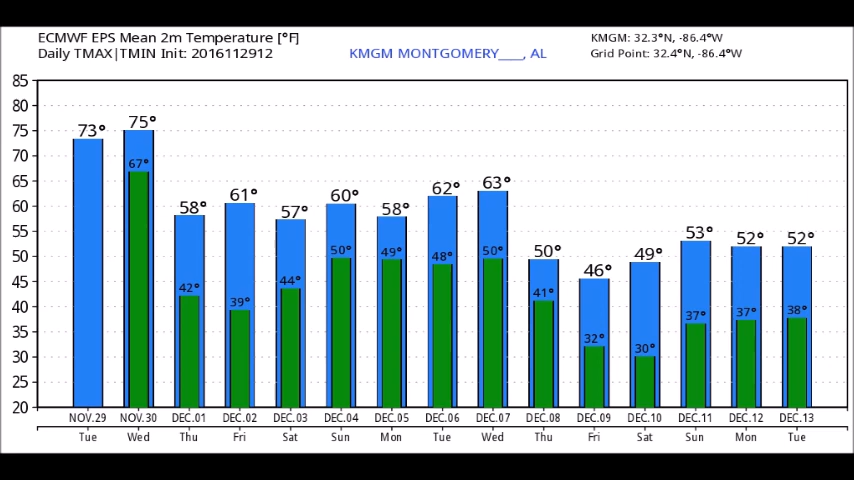 ECMWF EPS Mean 2m Temperature [°F]
Daily TMAX|TMIN Init: 2016112912
KMGM MONTGOMERY____, AL
KMGM: 32.3°N, -86.4°W
Grid Point: 32.4°N, -86.4°W
85
80
75
70
65
60
55
50
45
40
35
30
25
20
73° 75° 58° 61° 57° 60° 58° 62° 63° 50° 46° 49° 53° 52° 52°
67° 42° 39° 44° 50° 49° 48° 50° 41° 32° 30° 37° 37° 38°
NOV.29 NOV.30 DEC.01 DEC.02 DEC.03 DEC.04 DEC.05 DEC.06 DEC.07 DEC.08 DEC.09 DEC.10 DEC.11 DEC.12 DEC.13
Tue Wed Thu Fri Sat Sun Mon Tue Wed Thu Fri Sat Sun Mon Tue